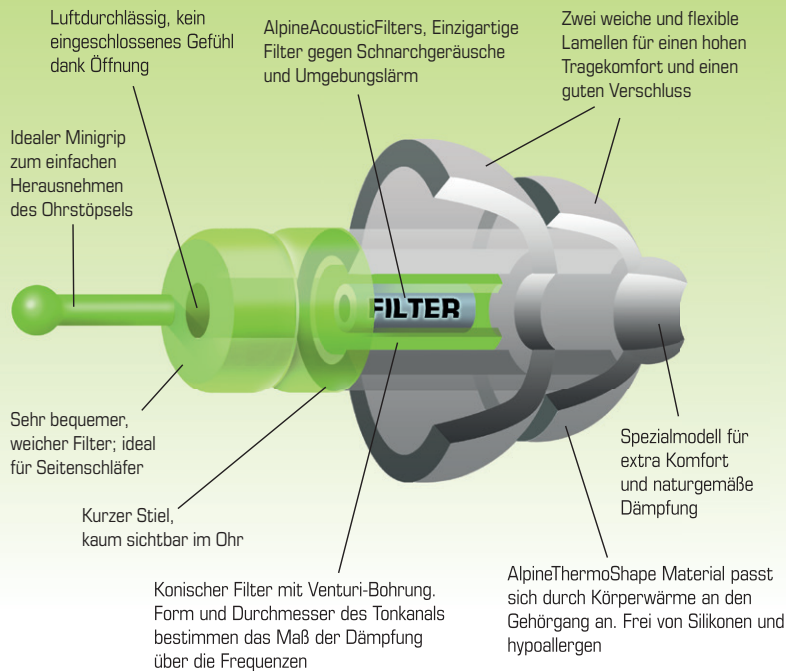 Luftdurchlässig, kein
eingeschlossenes Gefühl
dank Öffnung
AlpineAcousticFilters, Einzigartige
Filter gegen Schnarchgeräusche
und Umgebungslärm
Zwei weiche und flexible
Lamellen für einen hohen
Tragekomfort und einen
guten Verschluss
Idealer Minigrip
zum einfachen
Herausnehmen
des Ohrstöpsels
FILTER
Sehr bequemer,
weicher Filter; ideal
für Seitenschläfer
Kurzer Stiel,
kaum sichtbar im Ohr
Konischer Filter mit Venturi-Bohrung.
Form und Durchmesser des Tonkanals
bestimmen das Maß der Dämpfung
über die Frequenzen
Spezialmodell für
extra Komfort
und naturgemäße
Dämpfung
AlpineThermoShape Material passt
sich durch Körperwärme an den
Gehörgang an. Frei von Silikonen und
hypoallergen